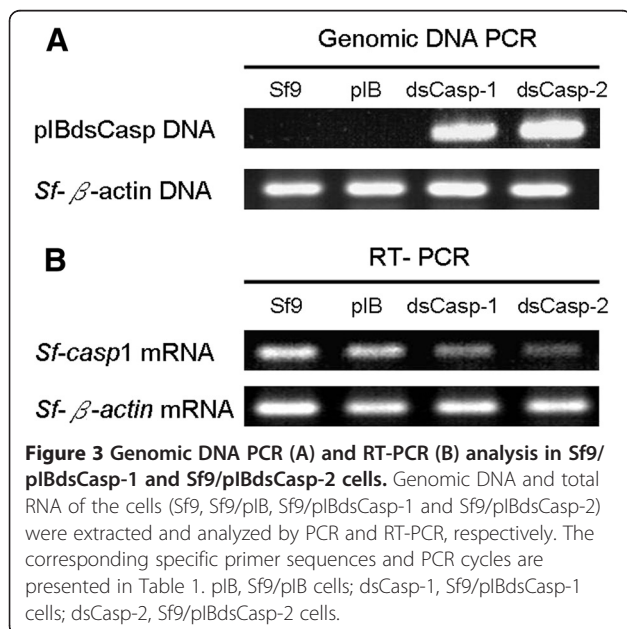 A
Genomic DNA PCR
Sf9 pIB dsCasp-1 dsCasp-2
pIBdsCasp DNA
Sf- β-actin DNA
B
RT- PCR
Sf9 pIB dsCasp-1 dsCasp-2
Sf-casp1 mRNA
Sf- β-actin mRNA
Figure 3 Genomic DNA PCR (A) and RT-PCR (B) analysis in Sf9/
pIBdsCasp-1 and Sf9/pIBdsCasp-2 cells. Genomic DNA and total
RNA of the cells (Sf9, Sf9/pIB, Sf9/pIBdsCasp-1 and Sf9/pIBdsCasp-2)
were extracted and analyzed by PCR and RT-PCR, respectively. The
corresponding specific primer sequences and PCR cycles are
presented in Table 1. pIB, Sf9/pIB cells; dsCasp-1, Sf9/pIBdsCasp-1
cells; dsCasp-2, Sf9/pIBdsCasp-2 cells.